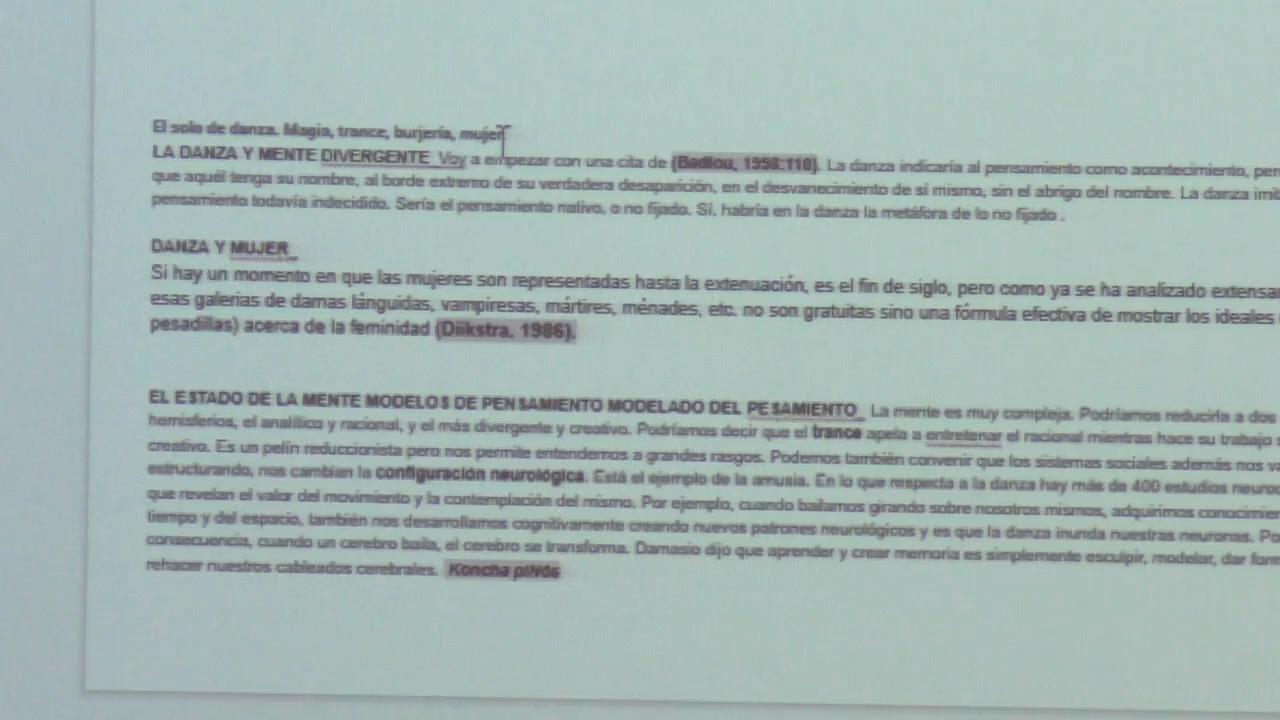 El solo de danza. Magia, trance, burjería, mujer
LA DANZA Y MENTE DIVERGENTE Voy a empezar con una cita de (Badiou, 1998:110). La danza indicaría al pensamiento como acontecimiento, pero
que aquél tenga su nombre, al borde extremo de su verdadera desaparición, en el desvanecimiento de sí mismo, sin el abrigo del nombre. La danza
pensamiento todavía indecidido. Sería el pensamiento nativo, o no fijado. Sí, habría en la danza la metáfora de lo no fijado .
DANZA Y MUJER
Si hay un momento en que las mujeres son representadas hasta la extenuación, es el fin de siglo, pero como ya se ha analizado
esas galerias de damas lánguidas, vampiresas, mártires, ménades, etc. no son gratuitas sino una fórmula efectiva de mostrar los ideales
pesadillas) acerca de la feminidad (Diikstra, 1986).
EL ESTADO DE LA MENTE MODELOS DE PENSAMIENTO MODELADO DEL PESAMIENTO La mente es muy compleja. Podríamos reducirla a dos
hemisferios, el analítico y racional, y el más divergente y creativo. Podríamos decir que el trance apela a entretenar el racional mientras hace su trabajo
creativo. Es un pelín reduccionista pero nos permite entendernos a grandes rasgos. Podemos también convenir que los sistemas sociales además nos
estructurando, nos cambian la configuración neurológica. Está el ejemplo de la amusia. En lo que respecta a la danza hay más de 400 estudios
que revelan el valor del movimiento y la contemplación del mismo. Por ejemplo, cuando bailamos girando sobre nosotros mismos, adquirimos
tiempo y del espacio, también nos desarrollamos cognitivamente creando nuevos patrones neurológicos y es que la danza inunda nuestras neuronas.
consecuencia, cuando un cerebro baila, el cerebro se transforma. Damasio dijo que aprender y crear memoria es simplemente esculpir, modelar, dar
rehacer nuestros cableados cerebrales. Koncha piNós